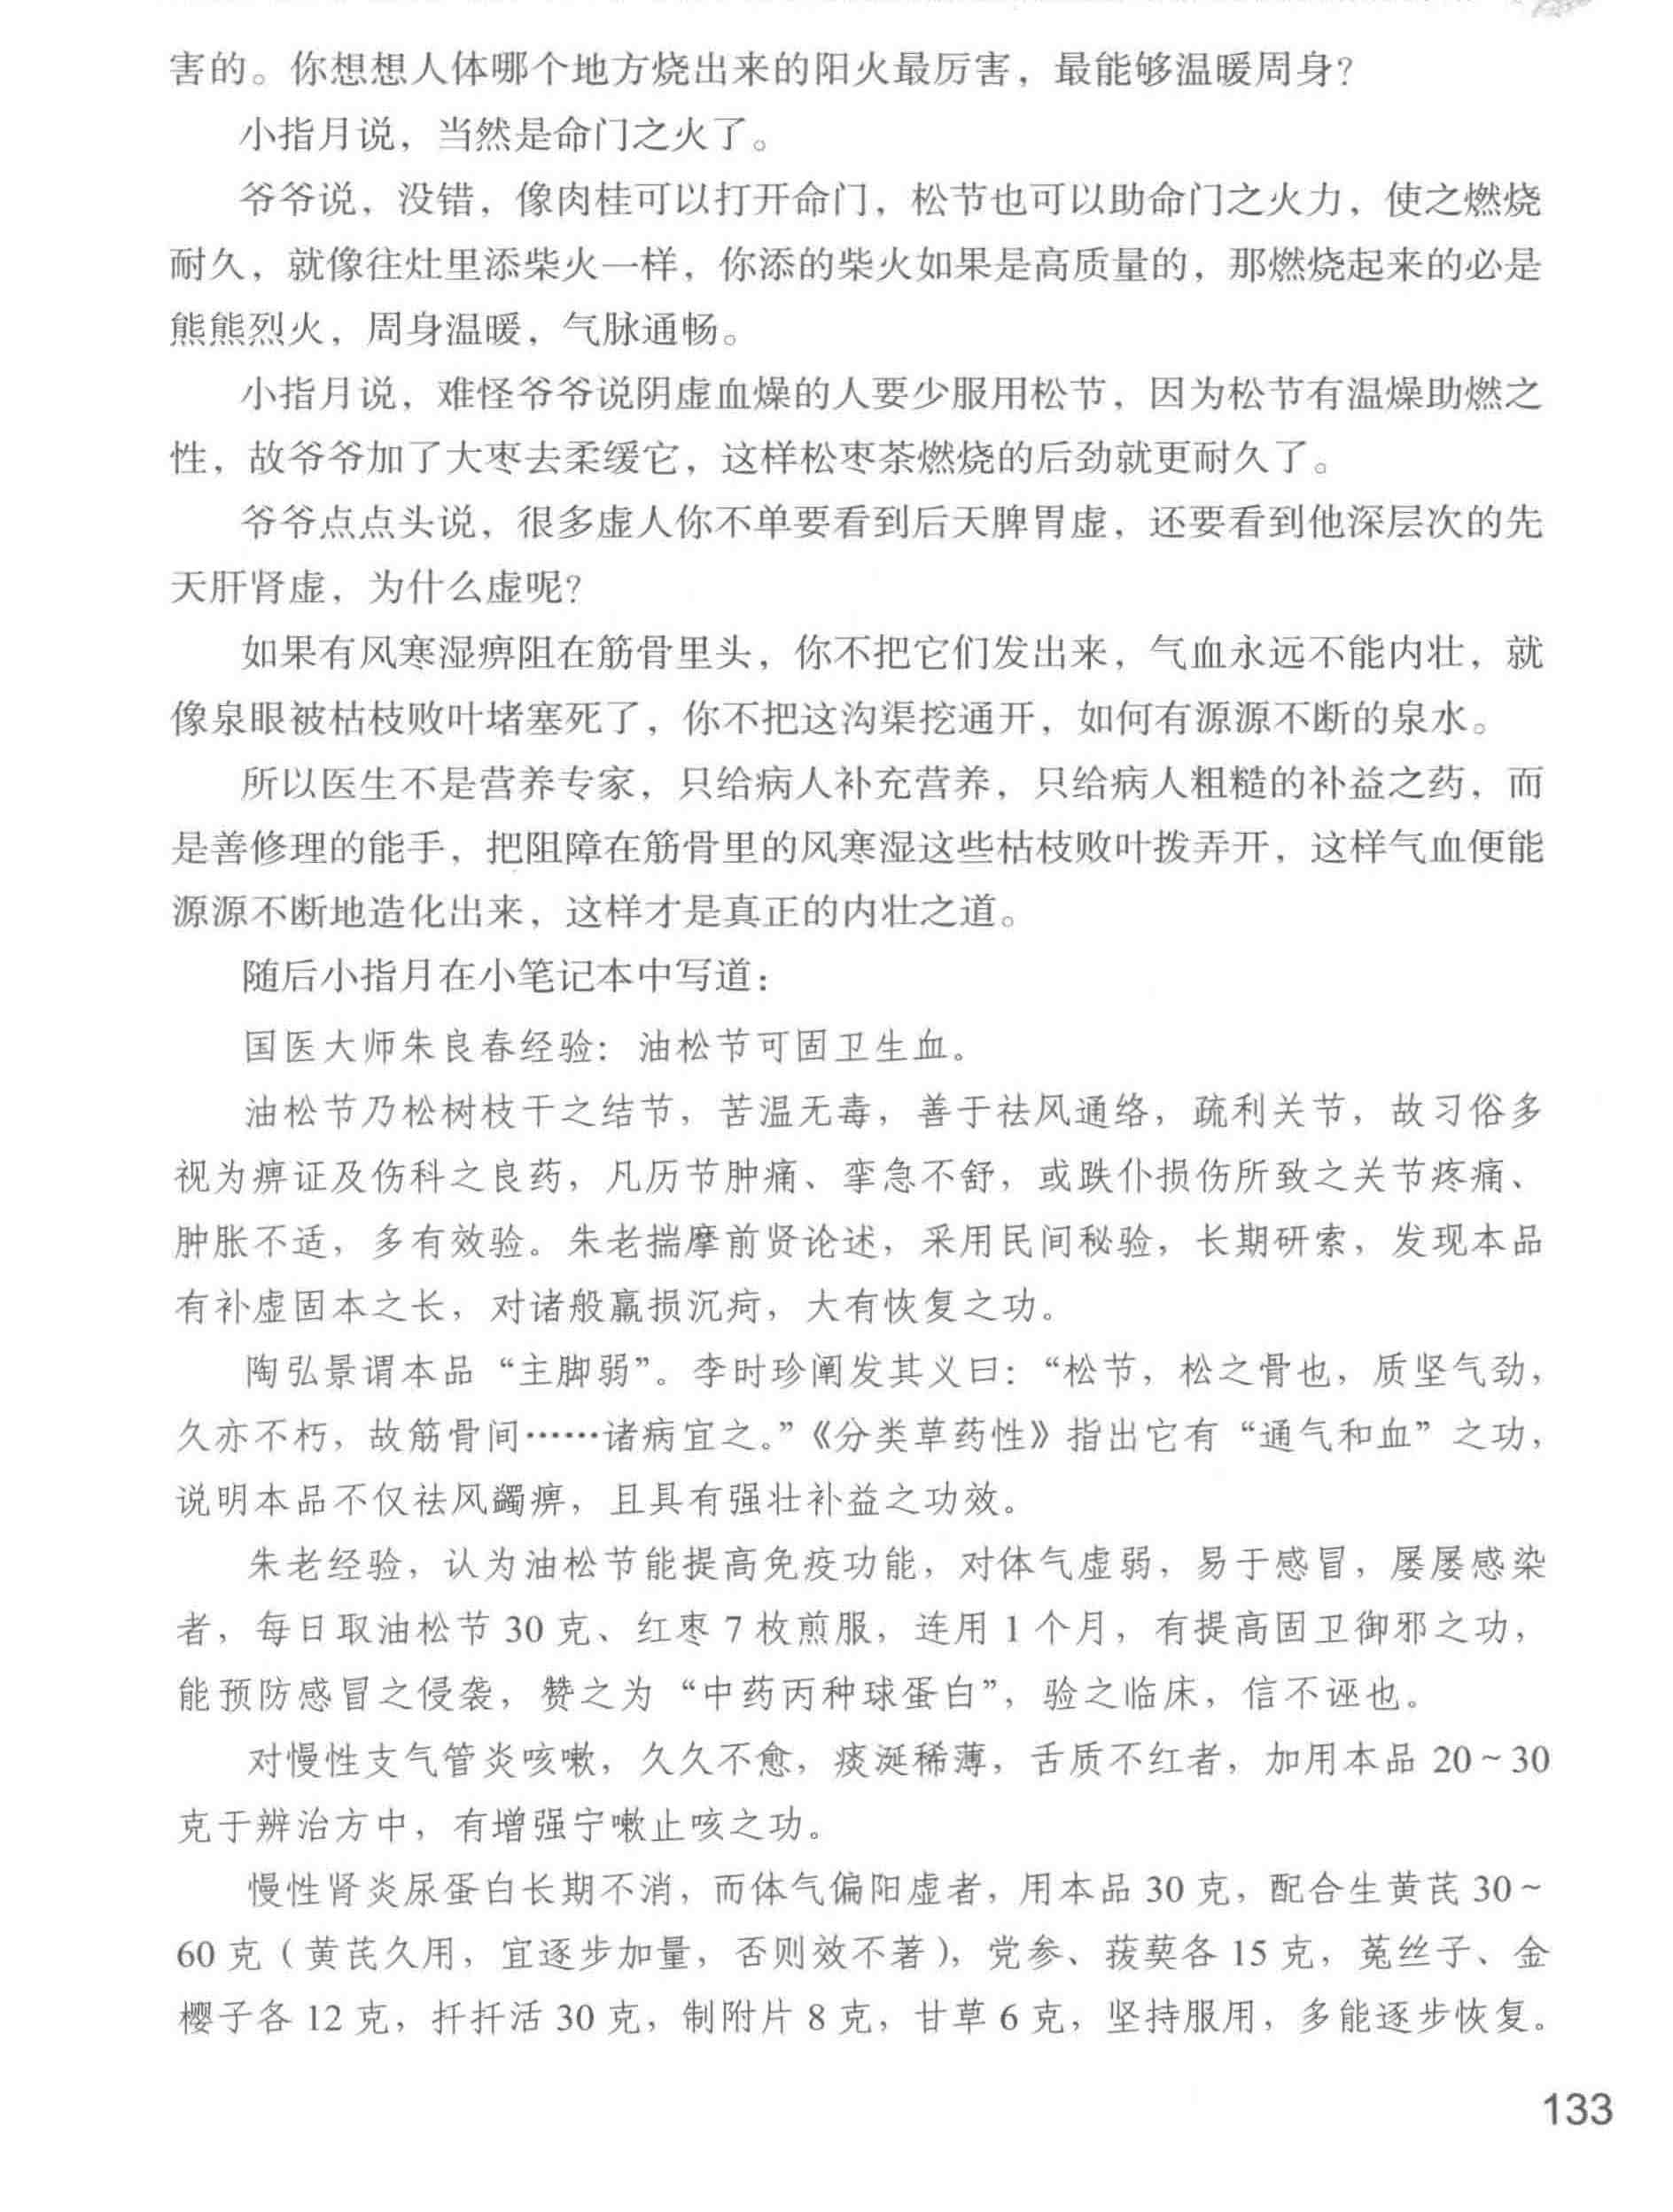 害的。你想想人体哪个地方烧出来的阳火最厉害，最能够温暖周身？
小指月说，当然是命门之火了。
爷爷说，没错，像肉桂可以打开命门，松节也可以助命门之火力，使之燃烧
耐久，就像往灶里添柴火一样，你添的柴火如果是高质量的，那燃烧起来的必是
熊熊烈火，周身温暖，气脉通畅。
小指月说，难怪爷爷说阴虚血燥的人要少服用松节，因为松节有温燥助燃之
性，故爷爷加了大枣去柔缓它，这样松枣茶燃烧的后劲就更耐久了。
爷爷点点头说，很多虚人你不单要看到后天脾胃虚，还要看到他深层次的先
天肝肾虚，为什么虚呢？
如果有风寒湿痹阻在筋骨里头，你不把它们发出来，气血永远不能内壮，就
像泉眼被枯枝败叶堵塞死了，你不把这沟渠挖通开，如何有源源不断的泉水。
所以医生不是营养专家，只给病人补充营养，只给病人粗糙的补益之药，而
是善修理的能手，把阻障在筋骨里的风寒湿这些枯枝败叶拨弄开，这样气血便能
源源不断地造化出来，这样才是真正的内壮之道。
随后小指月在小笔记本中写道：
国医大师朱良春经验：油松节可固卫生血。
油松节乃松树枝干之结节，苦温无毒，善于祛风通络，疏利关节，故习俗多
视为痹证及伤科之良药，凡历节肿痛、挛急不舒，或跌仆损伤所致之关节疼痛、
肿胀不适，多有效验。朱老揣摩前贤论述，采用民间秘验，长期研索，发现本品
有补虚固本之长，对诸般羸损沉疴，大有恢复之功。
陶弘景谓本品“主脚弱”。李时珍阐发其义曰：“松节，松之骨也，质坚气劲，
久亦不朽，故筋骨间……诸病宜之。”《分类草药性》指出它有“通气和血”之功，
说明本品不仅祛风蠲痹，且具有强壮补益之功效。
朱老经验，认为油松节能提高免疫功能，对体气虚弱，易于感冒，屡屡感染
者，每日取油松节 30 克、红枣 7 枚煎服，连用 1 个月，有提高固卫御邪之功，
能预防感冒之侵袭，赞之为“中药丙种球蛋白”，验之临床，信不诬也。
对慢性支气管炎咳嗽，久久不愈，痰涎稀薄，舌质不红者，加用本品 20～30
克于辨治方中，有增强宁嗽止咳之功。
慢性肾炎尿蛋白长期不消，而体气偏阳虚者，用本品 30 克，配合生黄芪 30～
60 克（黄芪久用，宜逐步加量，否则效不著），党参、菝葜各 15 克，菟丝子、金
樱子各 12 克，扦扦活 30 克，制附片 8 克，甘草 6 克，坚持服用，多能逐步恢复。
133